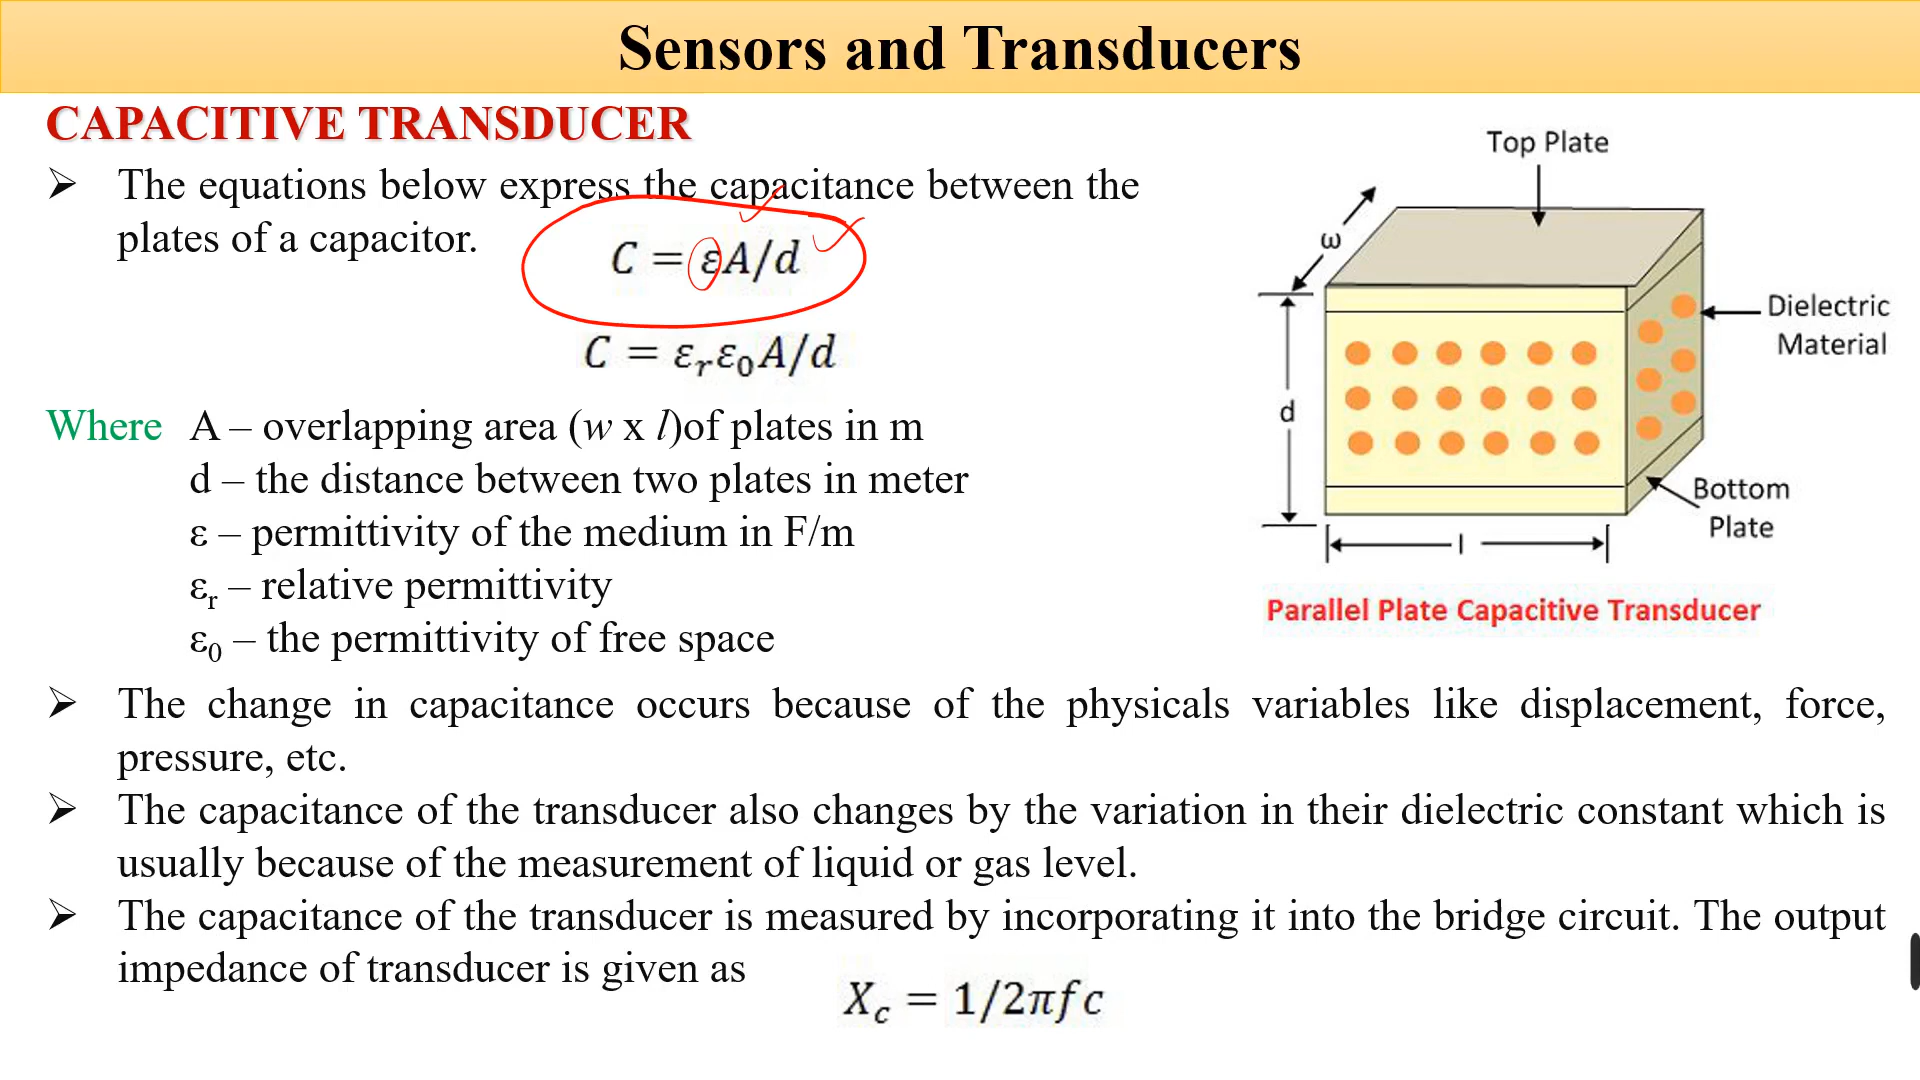 Sensors and Transducers
CAPACITIVE TRANSDUCER
➢ The equations below express the capacitance between the
plates of a capacitor.
C = εA/d
C = εᵣε₀A/d
Where A – overlapping area (w x l)of plates in m
d – the distance between two plates in meter
ε – permittivity of the medium in F/m
εᵣ – relative permittivity
ε₀ – the permittivity of free space
Top Plate
ω
Dielectric
Material
d
Bottom
Plate
l
Parallel Plate Capacitive Transducer
➢ The change in capacitance occurs because of the physicals variables like displacement, force,
pressure, etc.
➢ The capacitance of the transducer also changes by the variation in their dielectric constant which is
usually because of the measurement of liquid or gas level.
➢ The capacitance of the transducer is measured by incorporating it into the bridge circuit. The output
impedance of transducer is given as
X꜀ = 1/2πfc